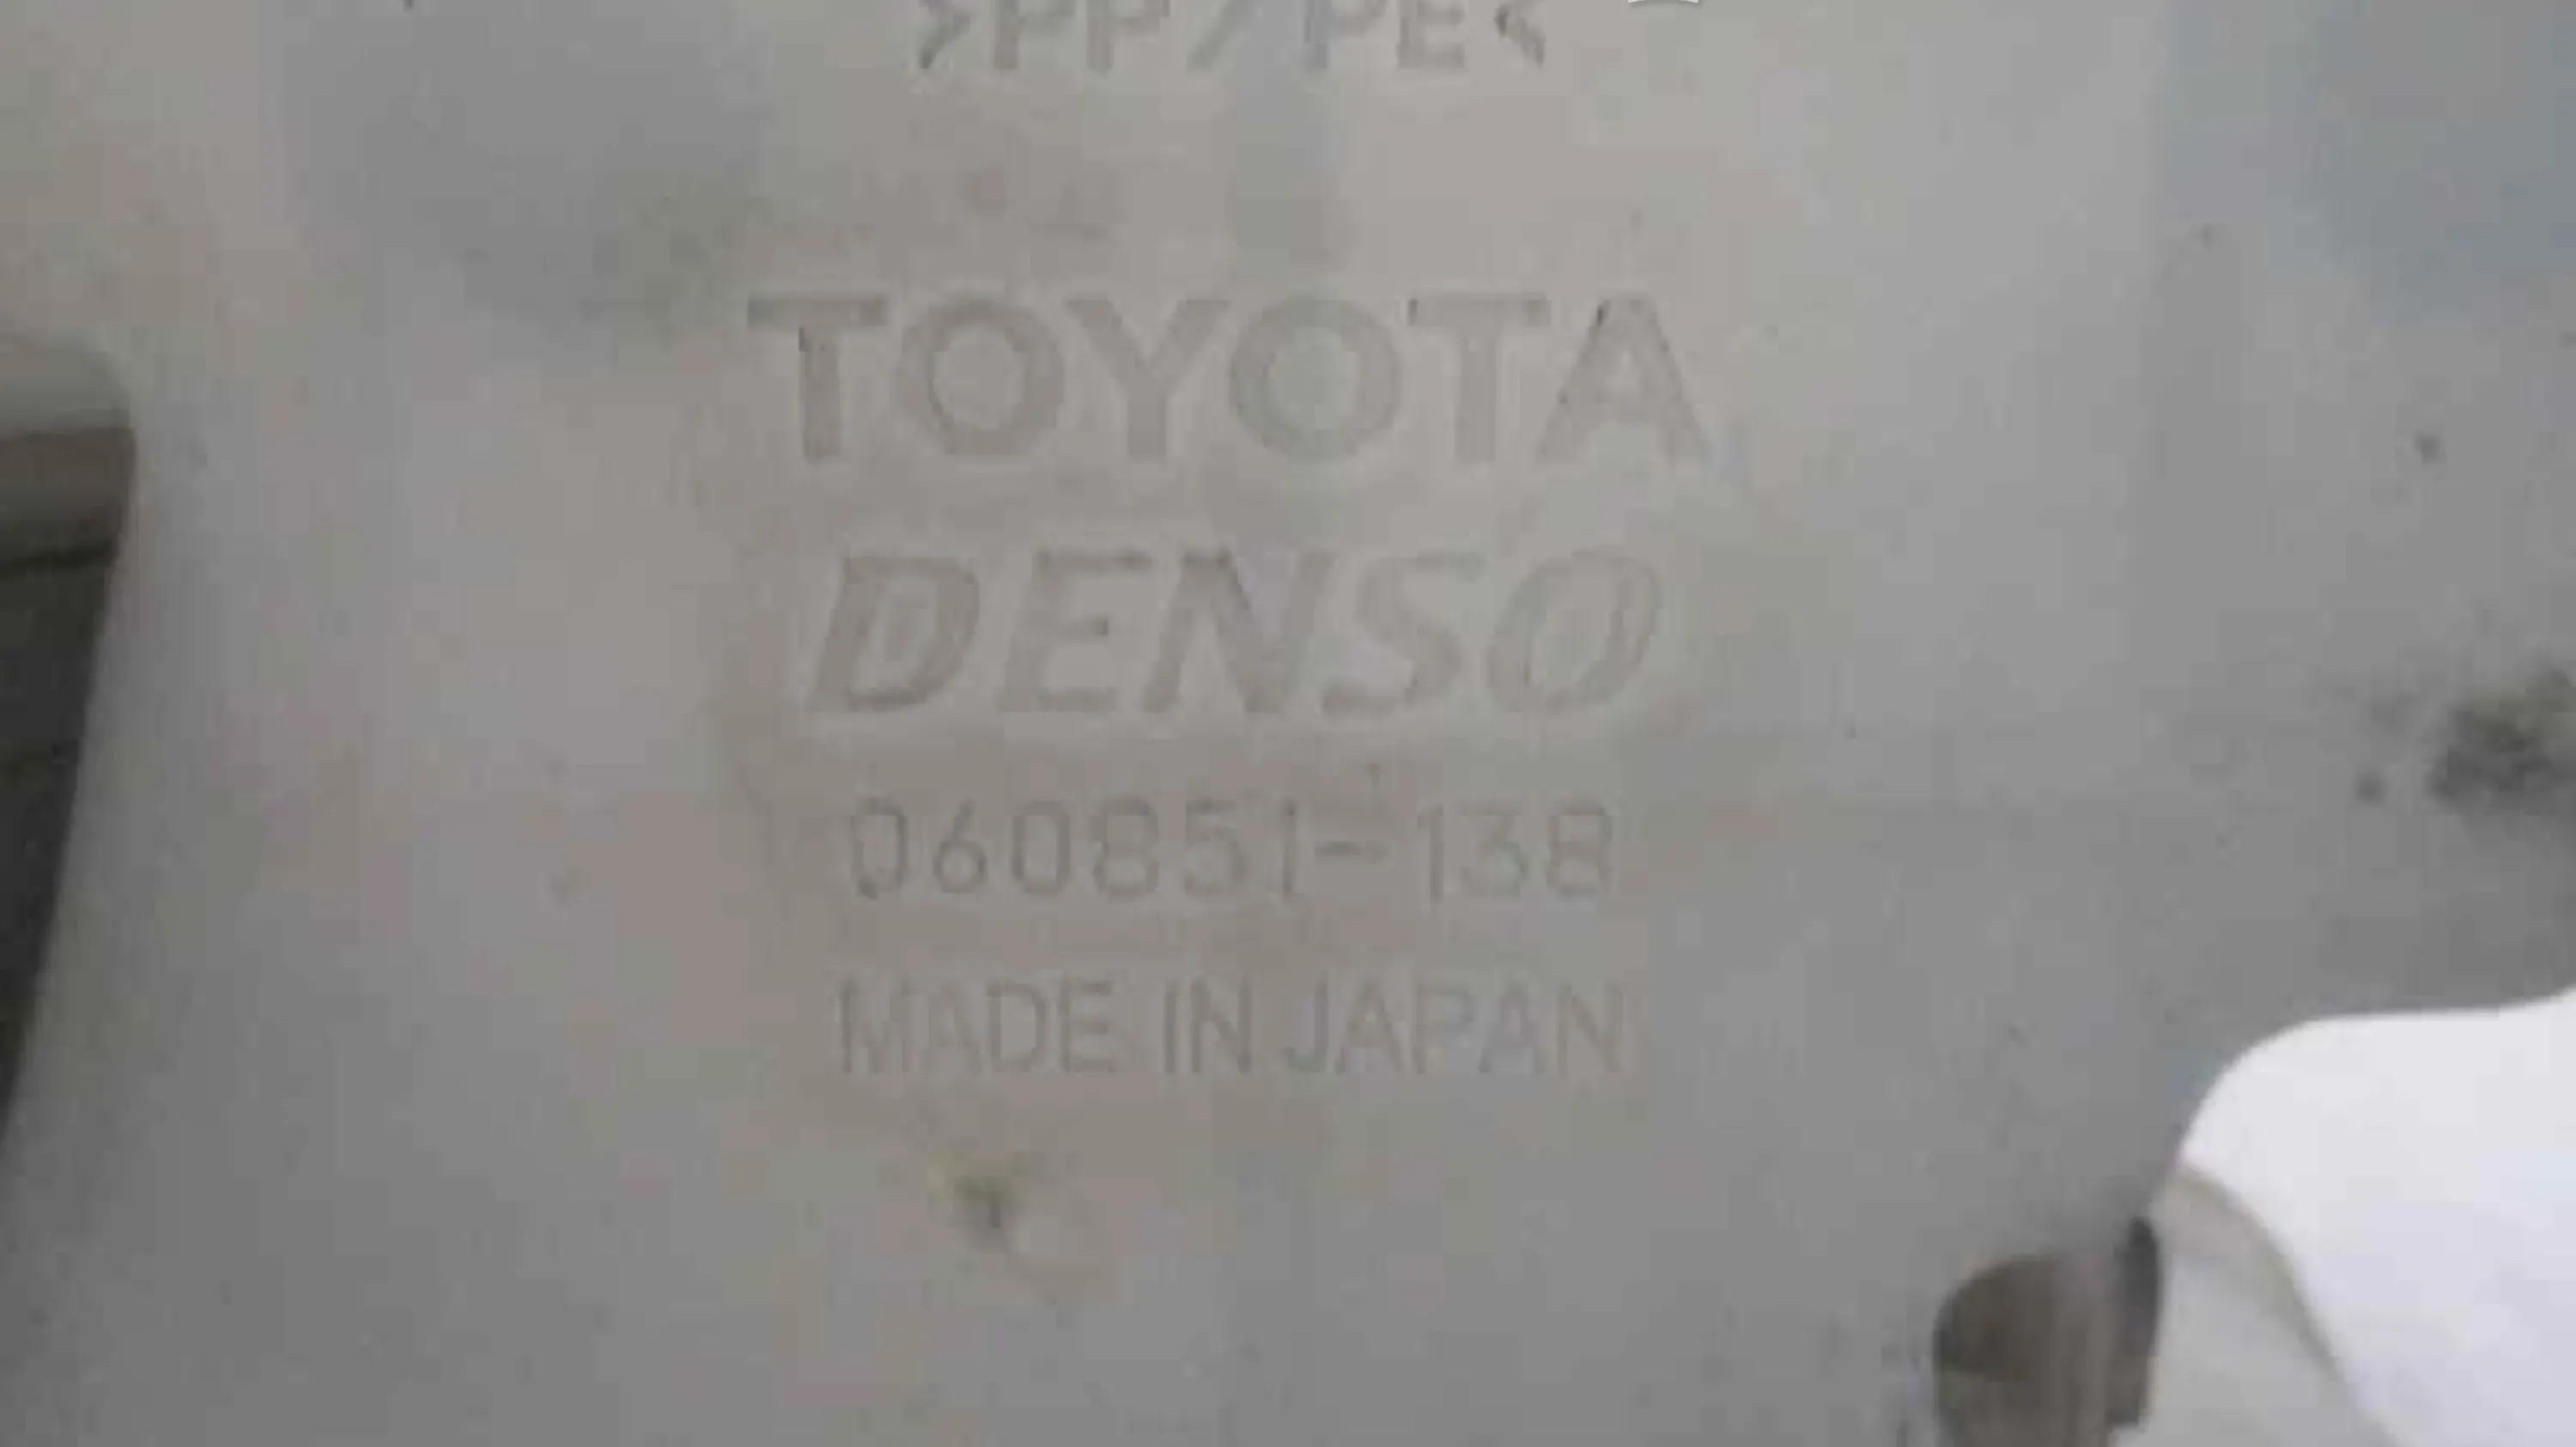 >PP/PE<
TOYOTA
DENSO
060851-138
MADE IN JAPAN